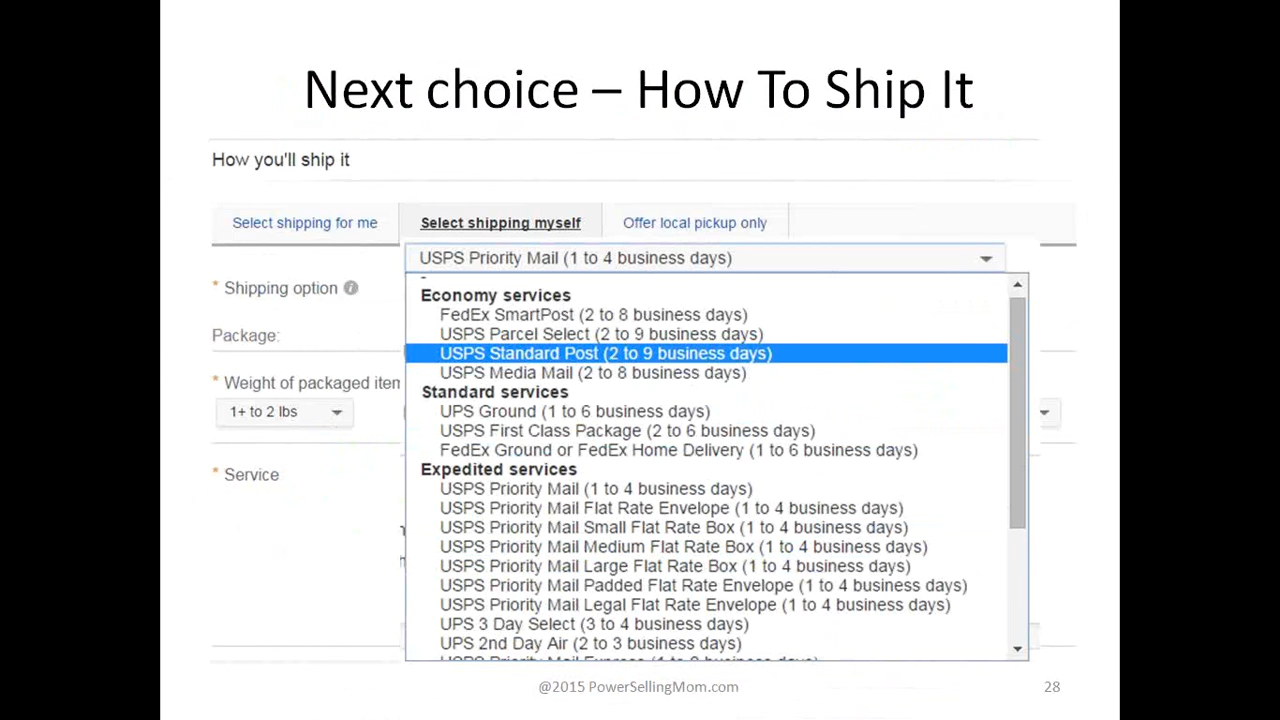 Next choice – How To Ship It
How you'll ship it
Select shipping for me
Select shipping myself
Offer local pickup only
USPS Priority Mail (1 to 4 business days)
* Shipping option
Package:
* Weight of packaged item
1+ to 2 lbs
* Service
Economy services
FedEx SmartPost (2 to 8 business days)
USPS Parcel Select (2 to 9 business days)
USPS Standard Post (2 to 9 business days)
USPS Media Mail (2 to 8 business days)
Standard services
UPS Ground (1 to 6 business days)
USPS First Class Package (2 to 6 business days)
FedEx Ground or FedEx Home Delivery (1 to 6 business days)
Expedited services
USPS Priority Mail (1 to 4 business days)
USPS Priority Mail Flat Rate Envelope (1 to 4 business days)
USPS Priority Mail Small Flat Rate Box (1 to 4 business days)
USPS Priority Mail Medium Flat Rate Box (1 to 4 business days)
USPS Priority Mail Large Flat Rate Box (1 to 4 business days)
USPS Priority Mail Padded Flat Rate Envelope (1 to 4 business days)
USPS Priority Mail Legal Flat Rate Envelope (1 to 4 business days)
UPS 3 Day Select (3 to 4 business days)
UPS 2nd Day Air (2 to 3 business days)
USPS Priority Mail Express
@2015 PowerSellingMom.com
28